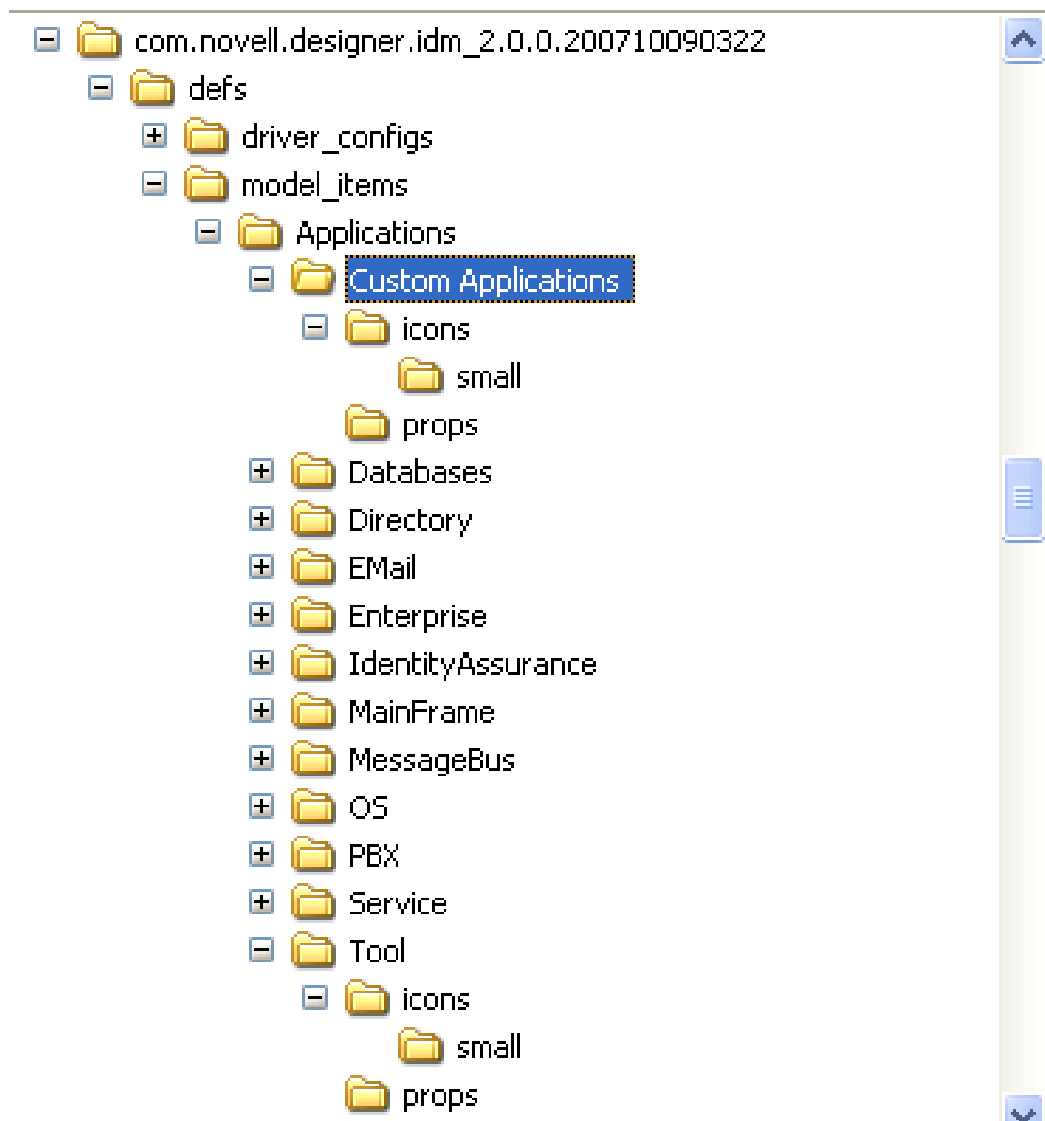 com.novell.designer.idm_2.0.0.200710090322
defs
driver_configs
model_items
Applications
Custom Applications
icons
small
props
Databases
Directory
EMail
Enterprise
IdentityAssurance
MainFrame
MessageBus
OS
PBX
Service
Tool
icons
small
props